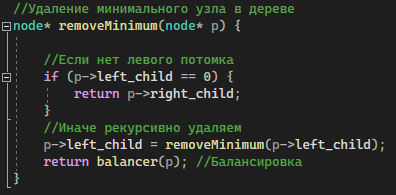 //Удаление минимального узла в дереве
node* removeMinimum(node* p) {
//Если нет левого потомка
if (p->left_child == 0) {
return p->right_child;
}
//Иначе рекурсивно удаляем
p->left_child = removeMinimum(p->left_child);
return balancer(p); //Балансировка
}